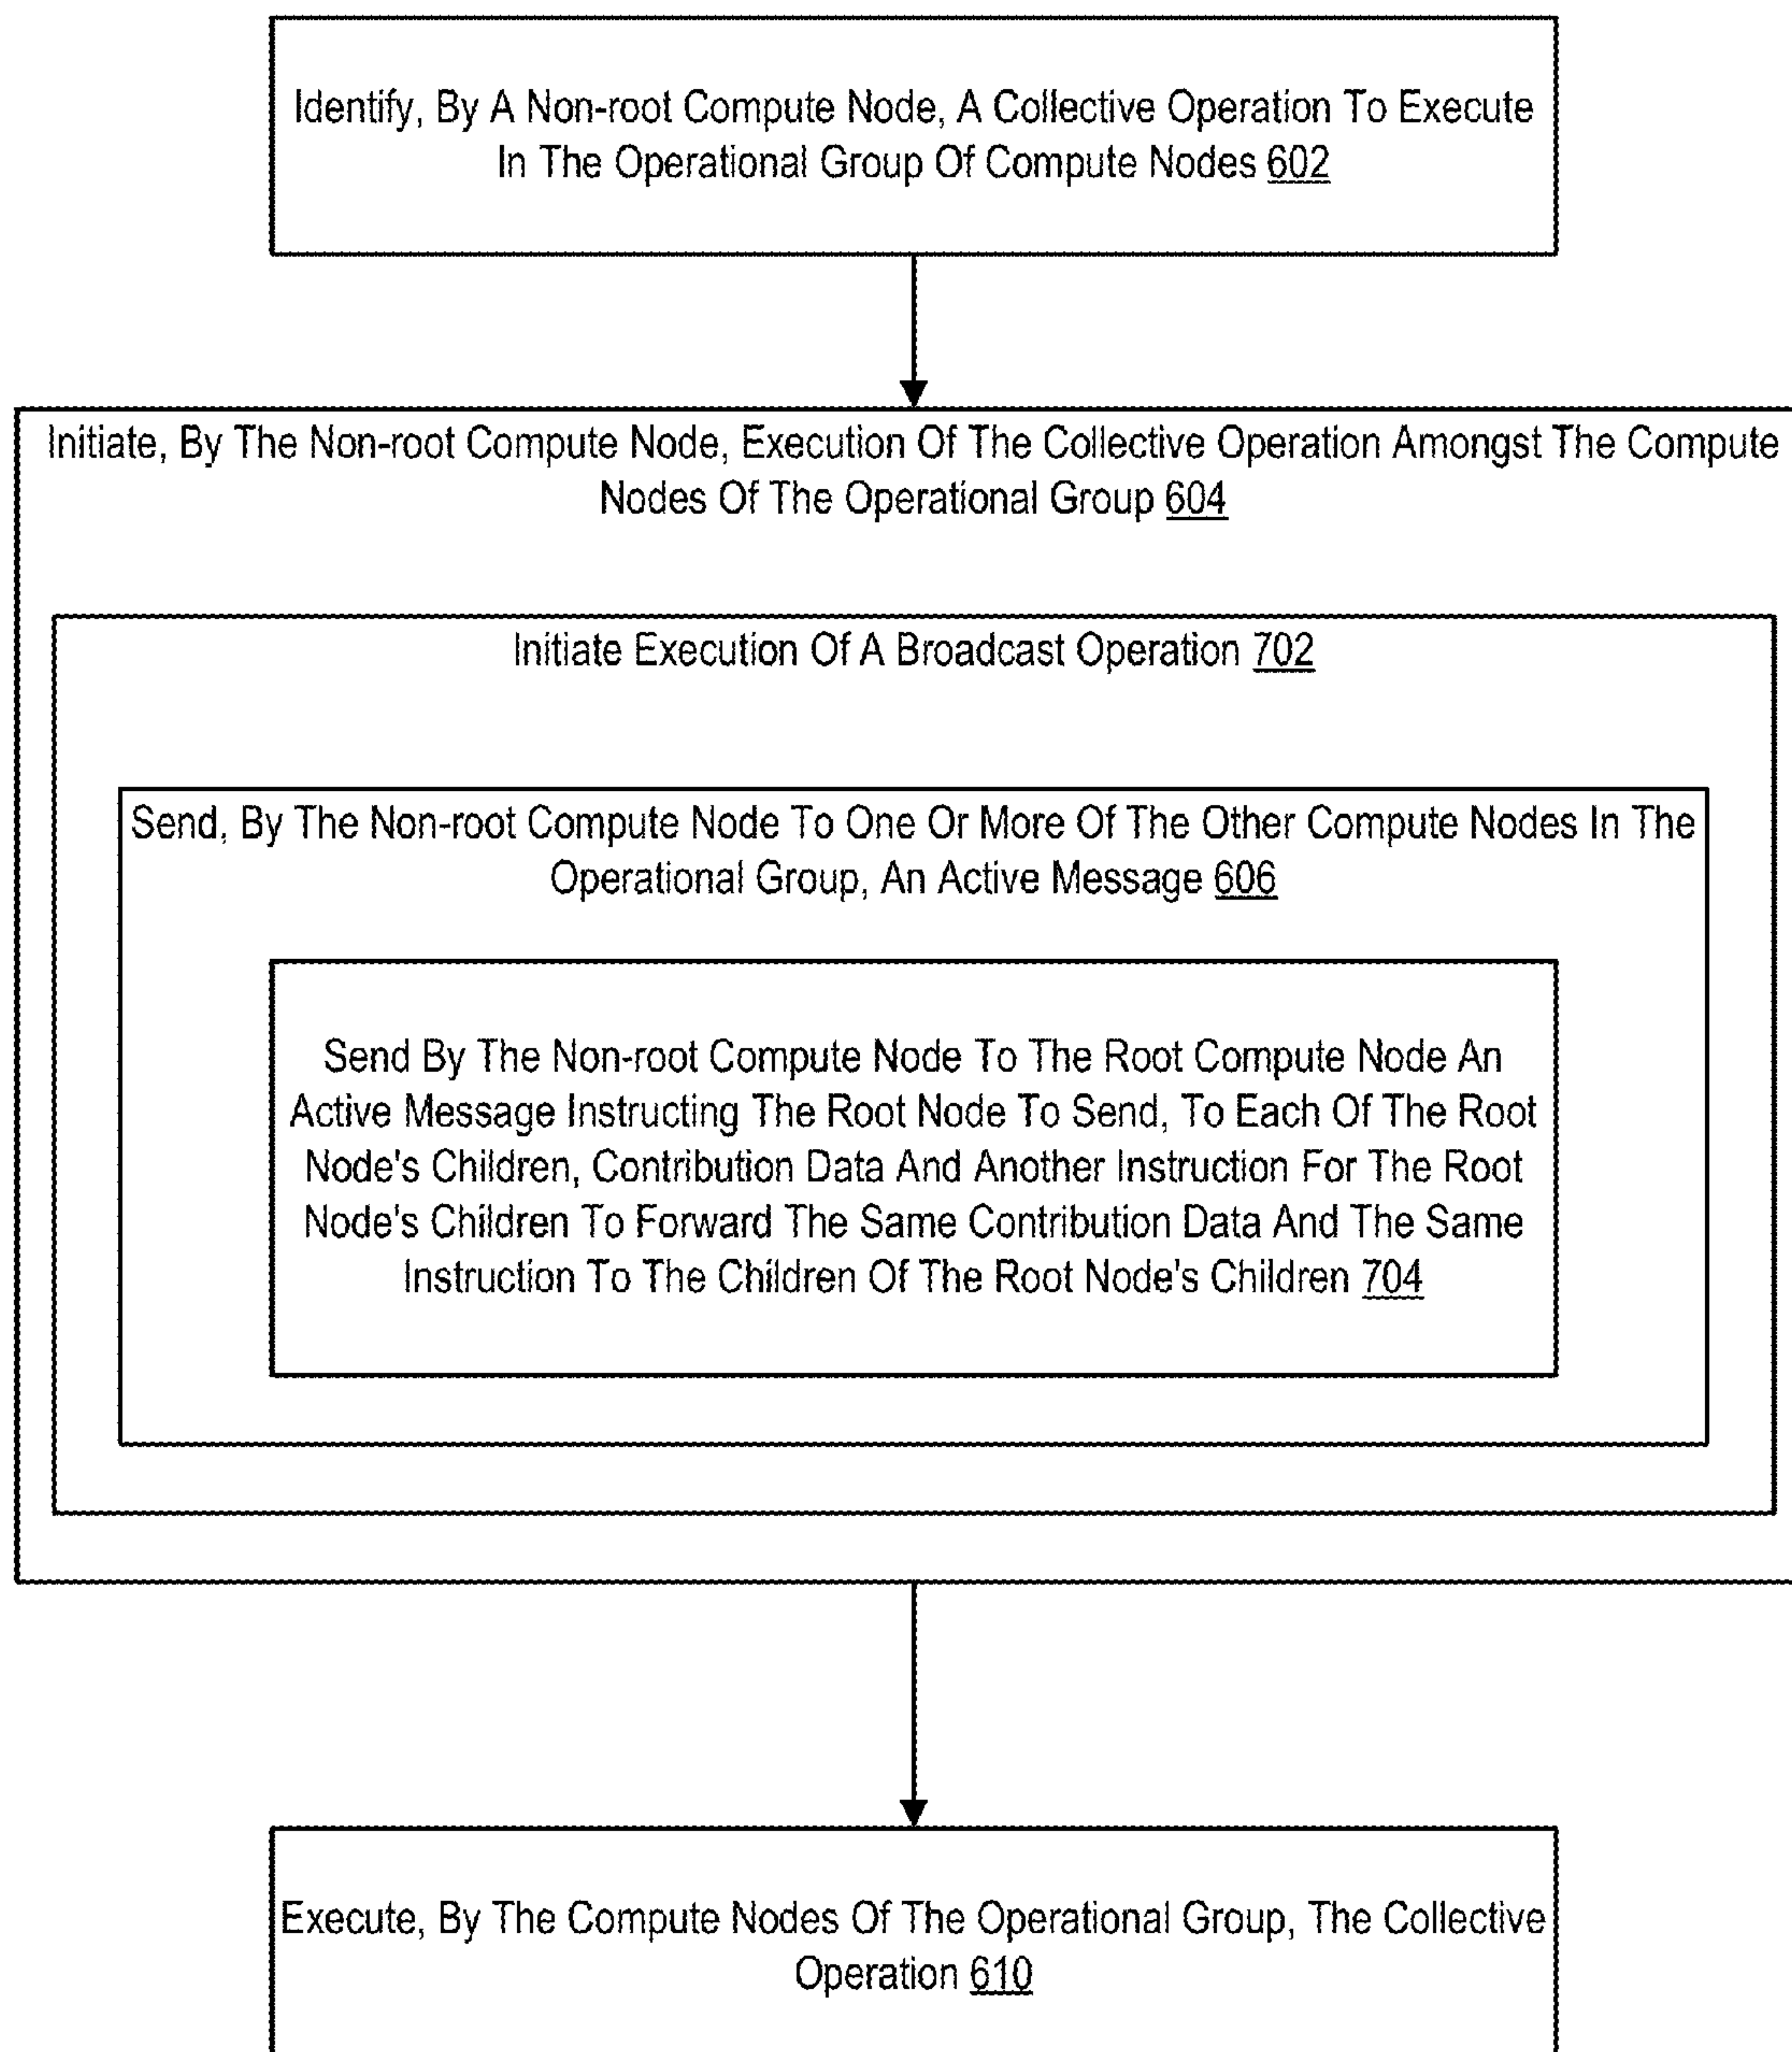 Identify, By A Non-root Compute Node, A Collective Operation To Execute
In The Operational Group Of Compute Nodes 602
Initiate, By The Non-root Compute Node, Execution Of The Collective Operation Amongst The Compute
Nodes Of The Operational Group 604
Initiate Execution Of A Broadcast Operation 702
Send, By The Non-root Compute Node To One Or More Of The Other Compute Nodes In The
Operational Group, An Active Message 606
Send By The Non-root Compute Node To The Root Compute Node An
Active Message Instructing The Root Node To Send, To Each Of The Root
Node's Children, Contribution Data And Another Instruction For The Root
Node's Children To Forward The Same Contribution Data And The Same
Instruction To The Children Of The Root Node's Children 704
Execute, By The Compute Nodes Of The Operational Group, The Collective
Operation 610